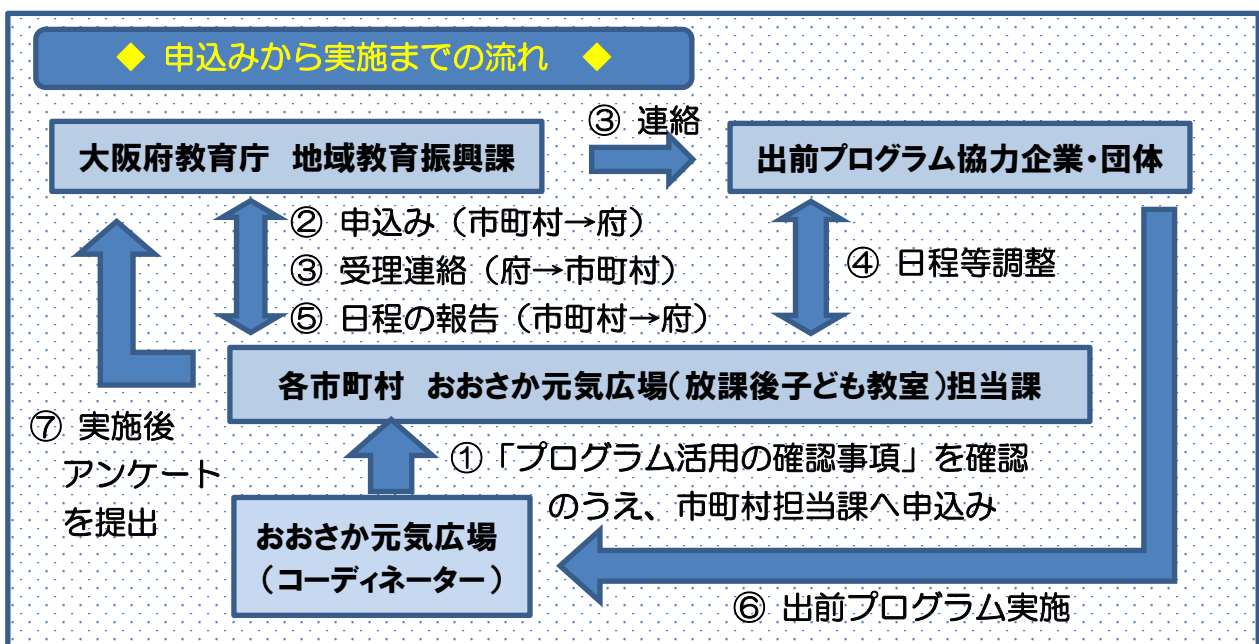 ◆ 申込みから実施までの流れ ◆
③ 連絡
大阪府教育庁 地域教育振興課
出前プログラム協力企業・団体
② 申込み（市町村→府）
③ 受理連絡（府→市町村）
⑤ 日程の報告（市町村→府）
④ 日程等調整
各市町村 おおさか元気広場（放課後子ども教室）担当課
⑦ 実施後
アンケート
を提出
①「プログラム活用の確認事項」を確認
のうえ、市町村担当課へ申込み
おおさか元気広場
（コーディネーター）
⑥ 出前プログラム実施